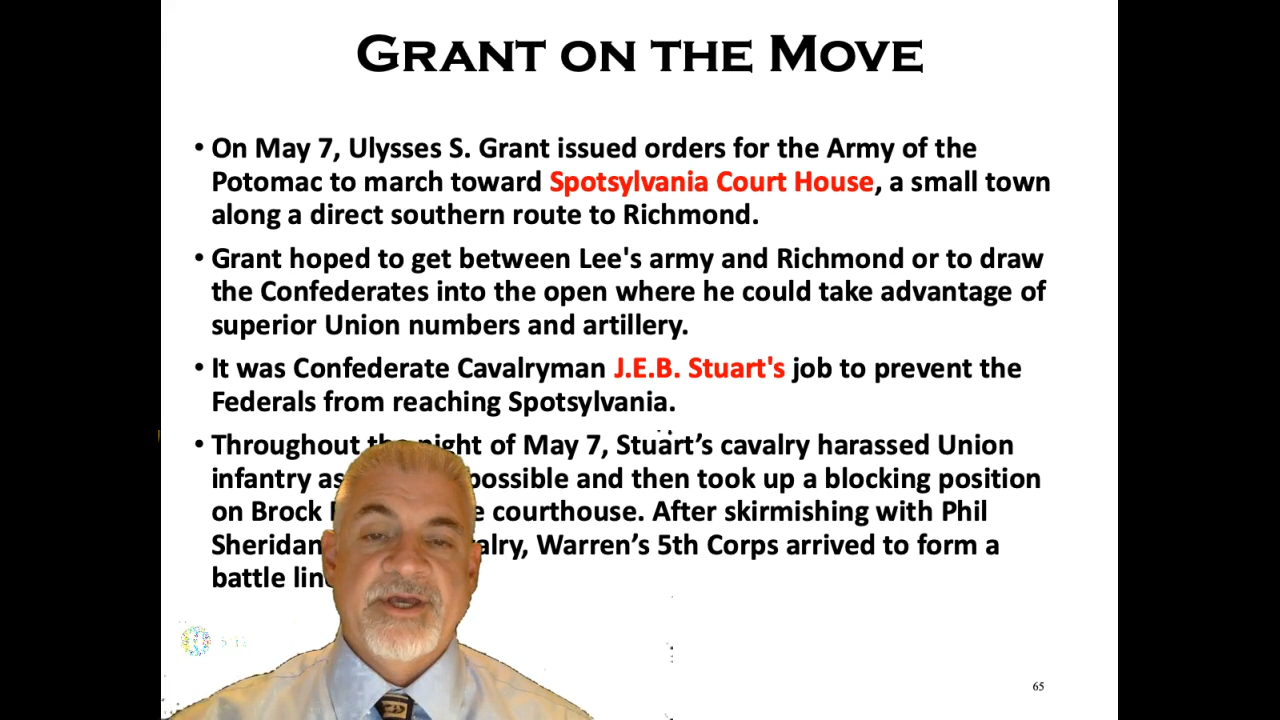 GRANT ON THE MOVE
• On May 7, Ulysses S. Grant issued orders for the Army of the
Potomac to march toward Spotsylvania Court House, a small town
along a direct southern route to Richmond.
• Grant hoped to get between Lee's army and Richmond or to draw
the Confederates into the open where he could take advantage of
superior Union numbers and artillery.
• It was Confederate Cavalryman J.E.B. Stuart's job to prevent the
Federals from reaching Spotsylvania.
• Throughout the night of May 7, Stuart’s cavalry harassed Union
infantry as possible and then took up a blocking position
on Brock courthouse. After skirmishing with Phil
Sheridan Warren’s 5th Corps arrived to form a
battle
65